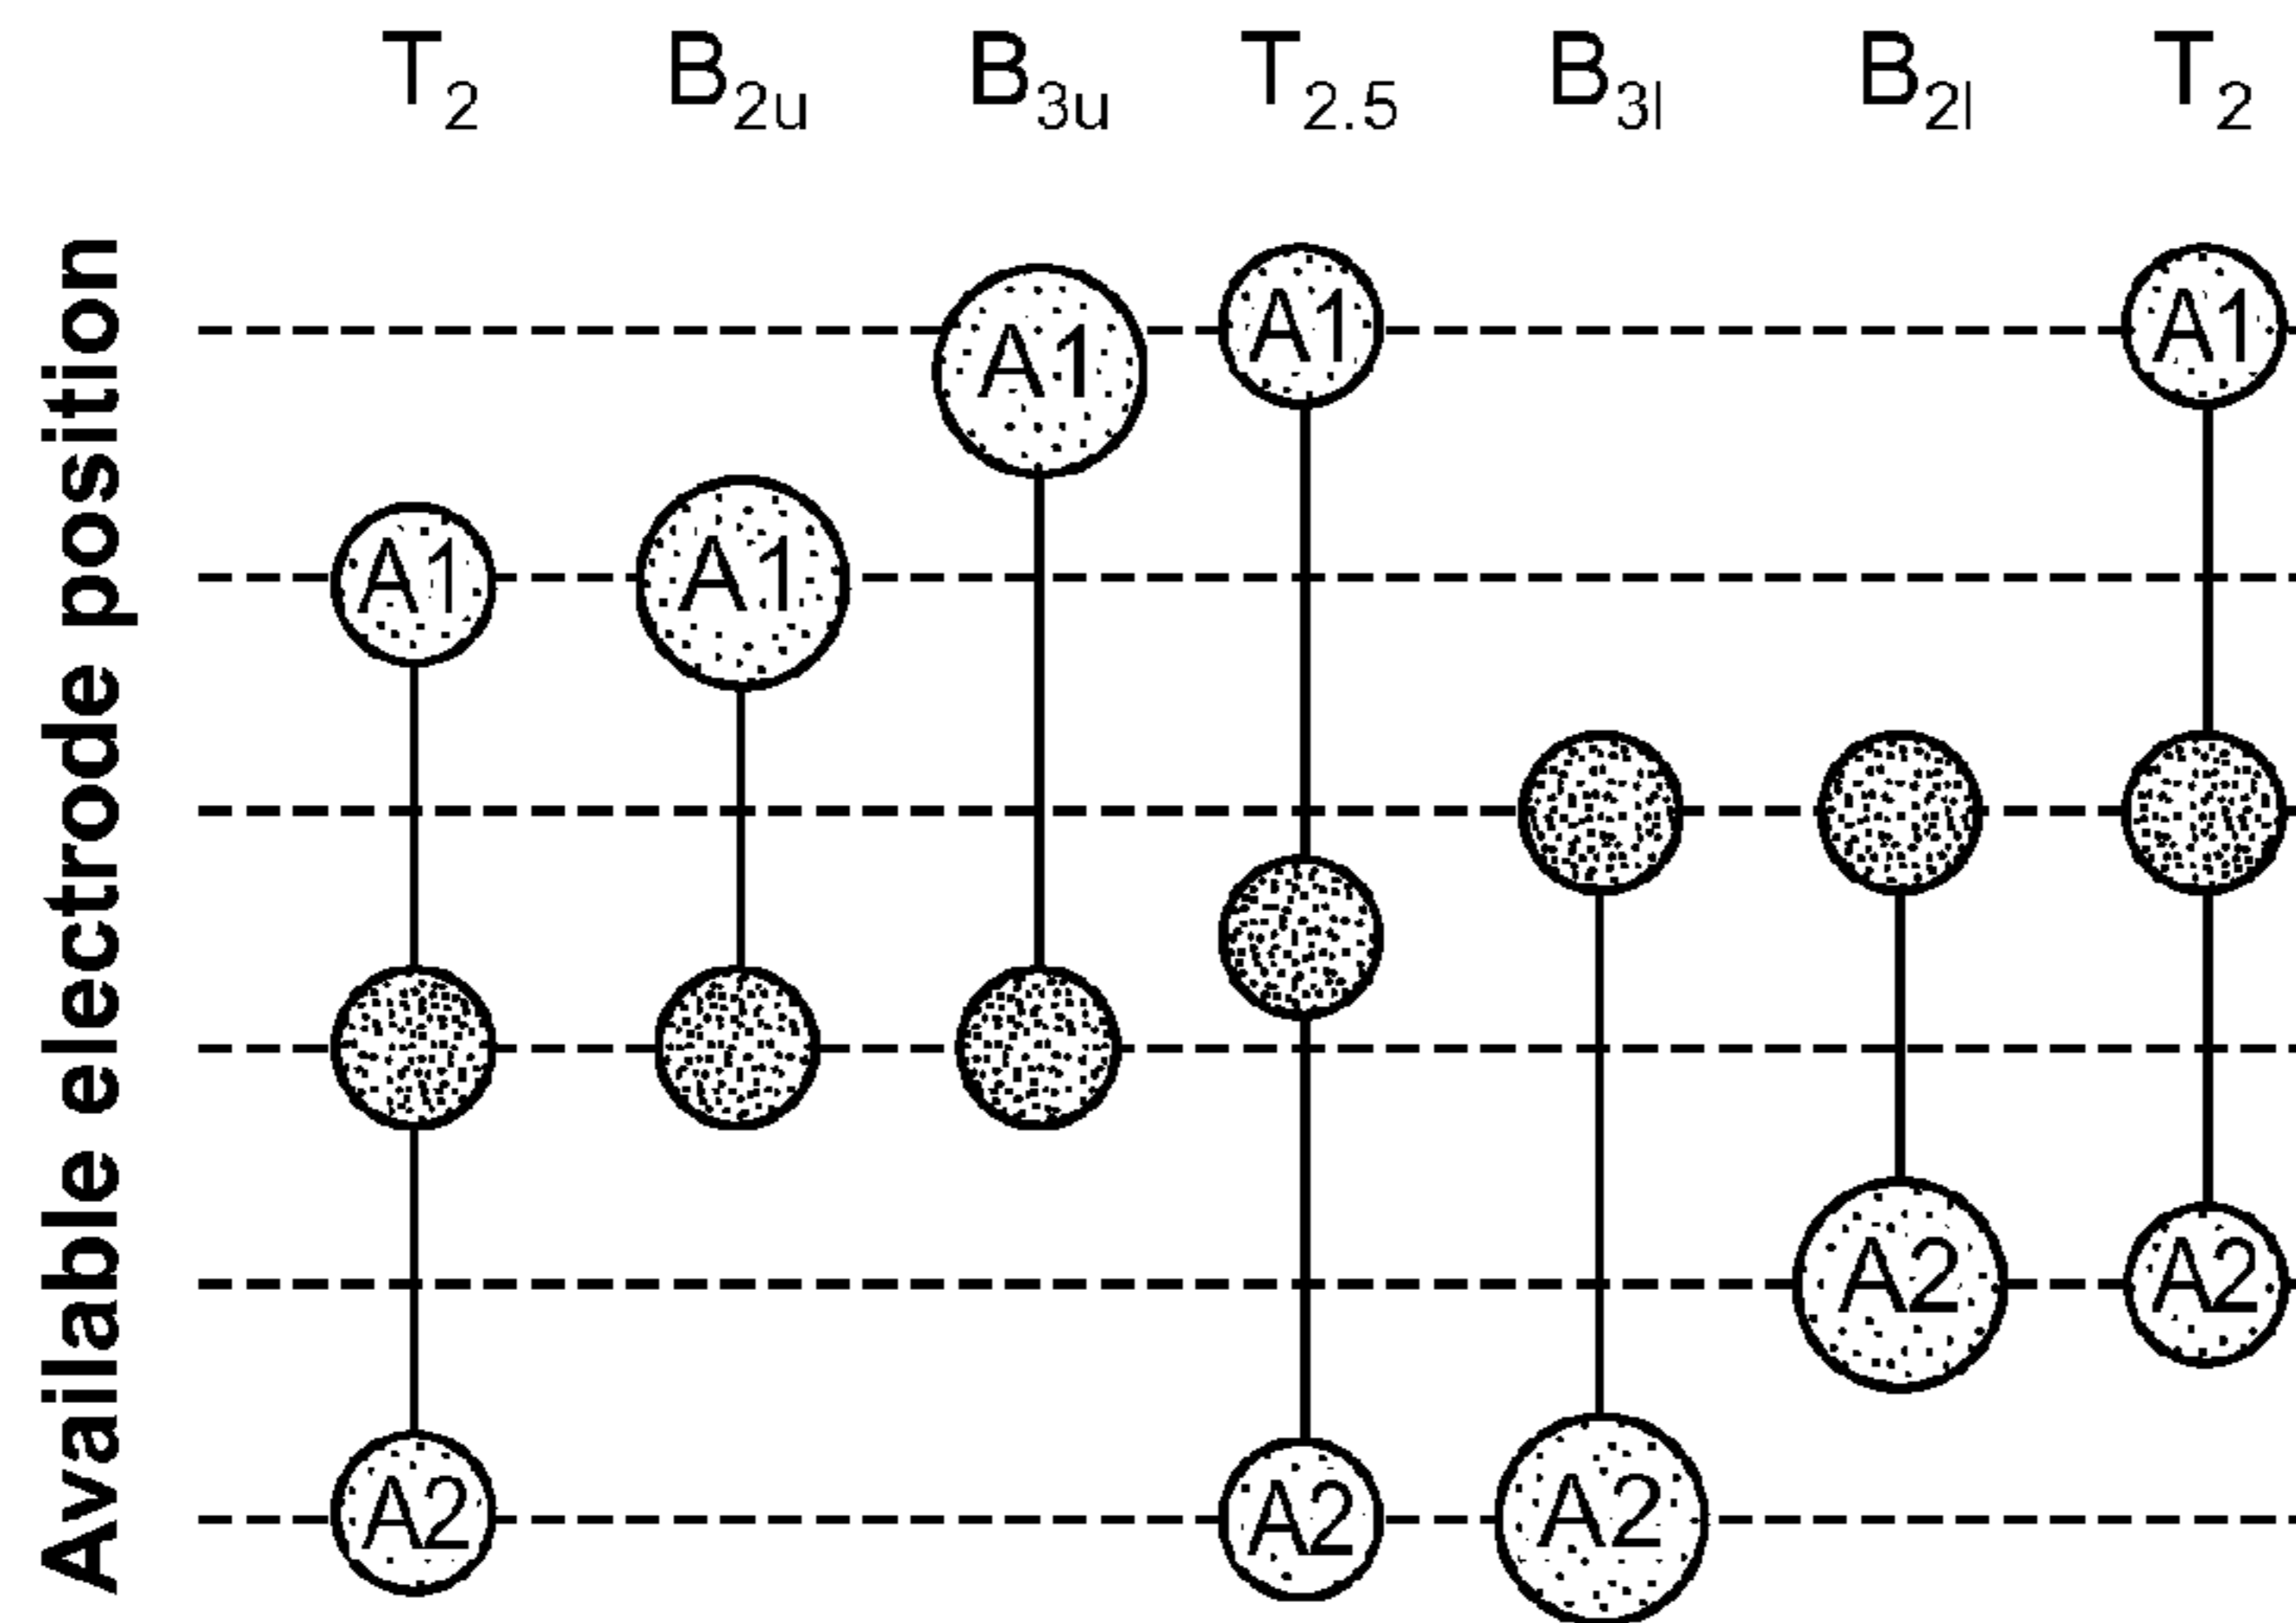 T2 B2u B3u T2.5 B3l B2l T2
Available electrode position
A1 A1
A1
A1 A1
A2 A2
A2 A2 A2